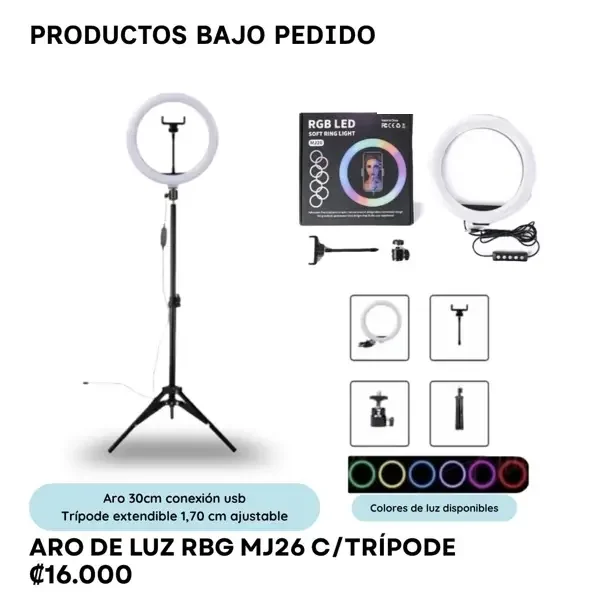 PRODUCTOS BAJO PEDIDO
RGB LED
SOFT RING LIGHT
MJ26
Aro 30cm conexión usb
Trípode extendible 1,70 cm ajustable
Colores de luz disponibles
ARO DE LUZ RBG MJ26 C/TRÍPODE
₡16.000